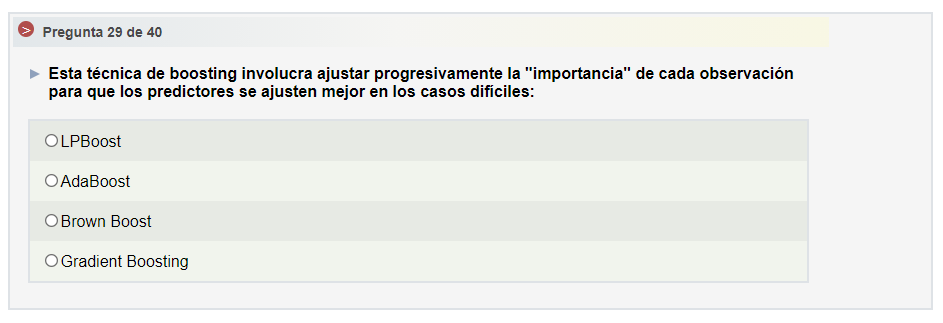 Pregunta 29 de 40
Esta técnica de boosting involucra ajustar progresivamente la "importancia" de cada observación
para que los predictores se ajusten mejor en los casos difíciles:
LPBoost
AdaBoost
Brown Boost
Gradient Boosting